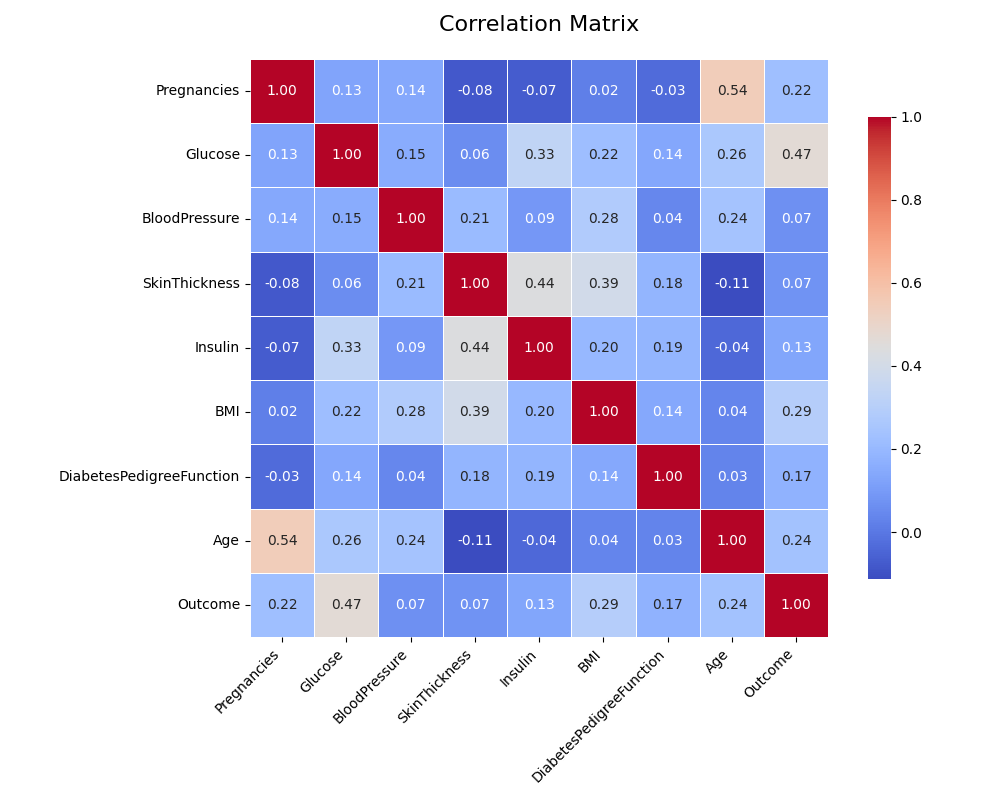 Correlation Matrix
Pregnancies 1.00 0.13 0.14 -0.08 -0.07 0.02 -0.03 0.54 0.22
Glucose 0.13 1.00 0.15 0.06 0.33 0.22 0.14 0.26 0.47
BloodPressure 0.14 0.15 1.00 0.21 0.09 0.28 0.04 0.24 0.07
SkinThickness -0.08 0.06 0.21 1.00 0.44 0.39 0.18 -0.11 0.07
Insulin -0.07 0.33 0.09 0.44 1.00 0.20 0.19 -0.04 0.13
BMI 0.02 0.22 0.28 0.39 0.20 1.00 0.14 0.04 0.29
DiabetesPedigreeFunction -0.03 0.14 0.04 0.18 0.19 0.14 1.00 0.03 0.17
Age 0.54 0.26 0.24 -0.11 -0.04 0.04 0.03 1.00 0.24
Outcome 0.22 0.47 0.07 0.07 0.13 0.29 0.17 0.24 1.00
Pregnancies
Glucose
BloodPressure
SkinThickness
Insulin
BMI
DiabetesPedigreeFunction
Age
Outcome
1.0
0.8
0.6
0.4
0.2
0.0